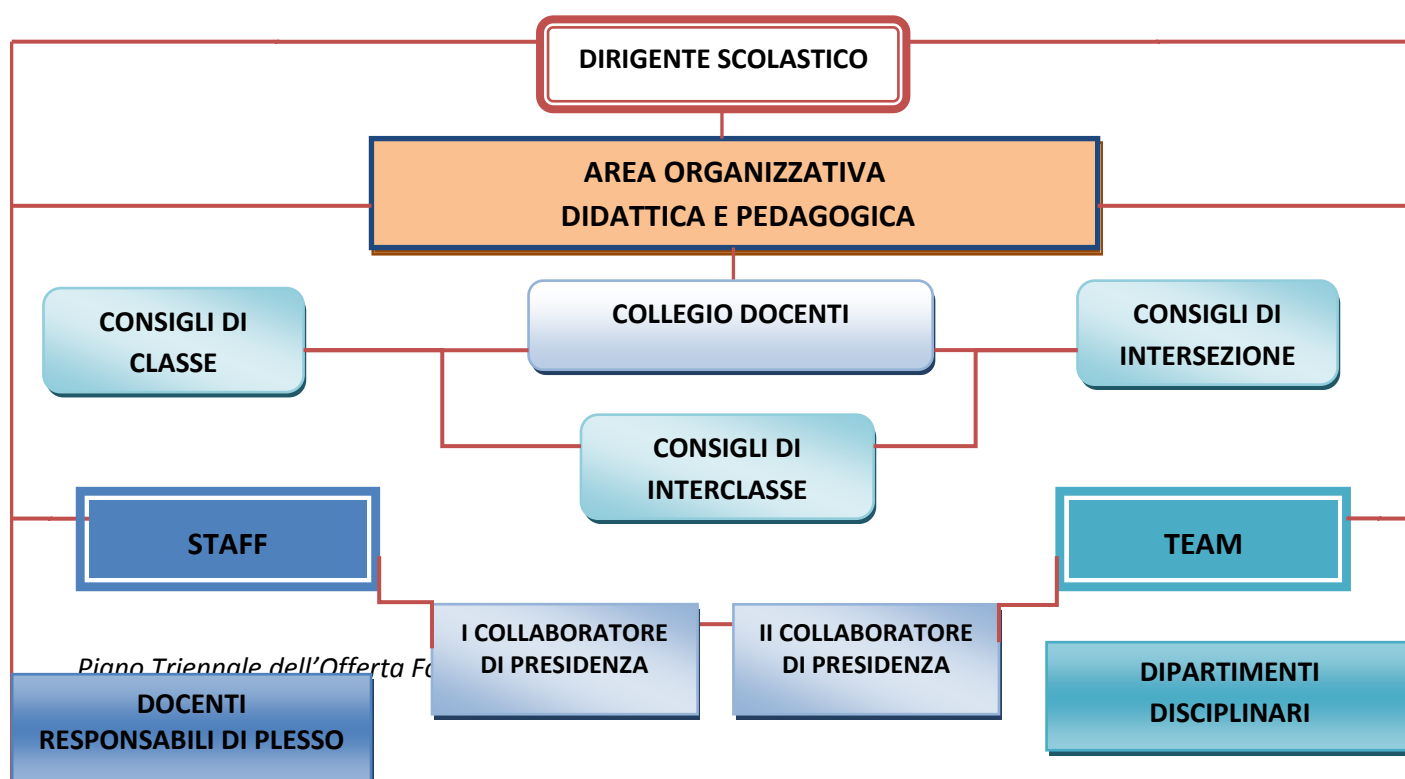 DIRIGENTE SCOLASTICO
AREA ORGANIZZATIVA
DIDATTICA E PEDAGOGICA
CONSIGLI DI
CLASSE
COLLEGIO DOCENTI
CONSIGLI DI
INTERSEZIONE
CONSIGLI DI
INTERCLASSE
STAFF
TEAM
I COLLABORATORE
DI PRESIDENZA
II COLLABORATORE
DI PRESIDENZA
Piano Triennale dell’Offerta
DOCENTI
RESPONSABILI DI PLESSO
DIPARTIMENTI
DISCIPLINARI